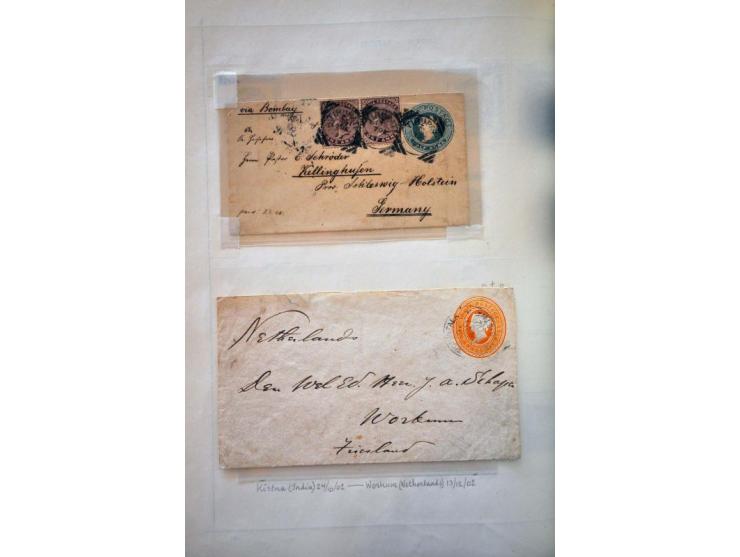 via Bombay
Herrn Pastor C. Schröder
Kellinghusen
Prov. Schleswig-Holstein
Germany
Netherlands
Den Wel Ed. Heer J. A.
Workum
Friesland
Kistna (India) 24/10/02 — Workum (Netherlands) 13/12/02